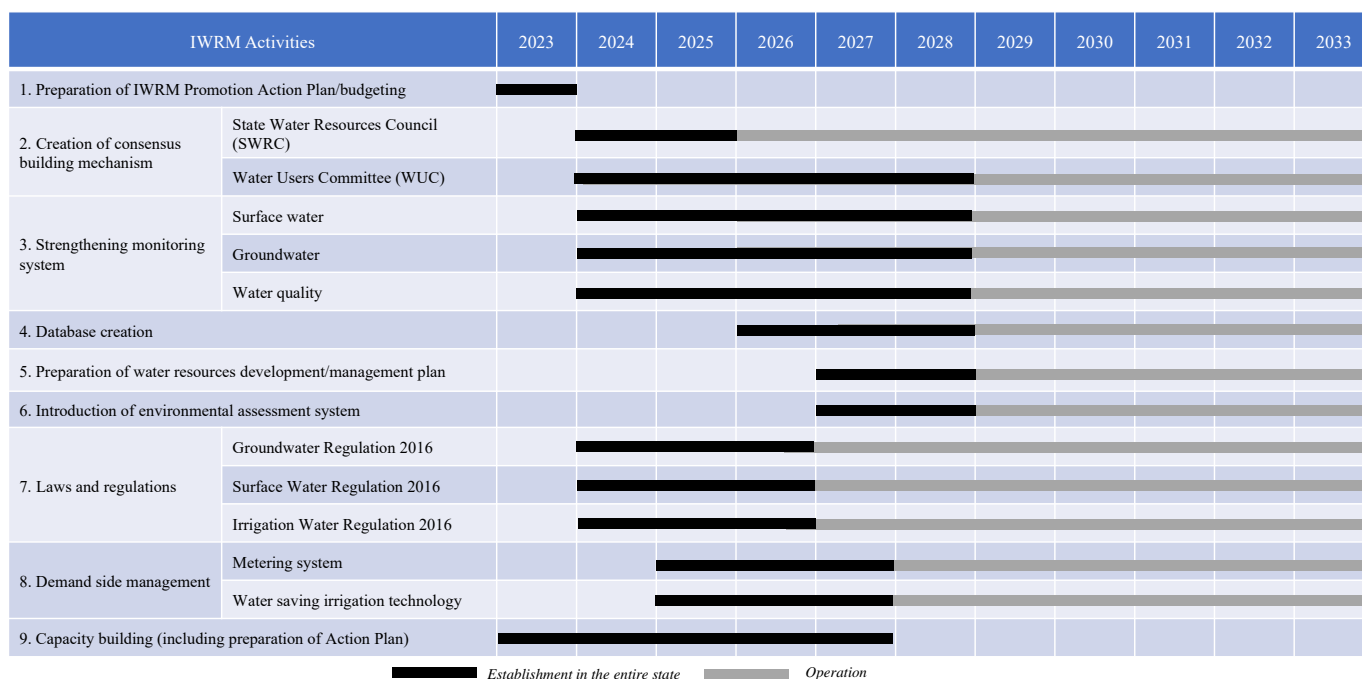 IWRM Activities 2023 2024 2025 2026 2027 2028 2029 2030 2031 2032 2033
1. Preparation of IWRM Promotion Action Plan/budgeting
2. Creation of consensus
building mechanism
State Water Resources Council
(SWRC)
Water Users Committee (WUC)
3. Strengthening monitoring
system
Surface water
Groundwater
Water quality
4. Database creation
5. Preparation of water resources development/management plan
6. Introduction of environmental assessment system
7. Laws and regulations
Groundwater Regulation 2016
Surface Water Regulation 2016
Irrigation Water Regulation 2016
8. Demand side management
Metering system
Water saving irrigation technology
9. Capacity building (including preparation of Action Plan)
Establishment in the entire state Operation